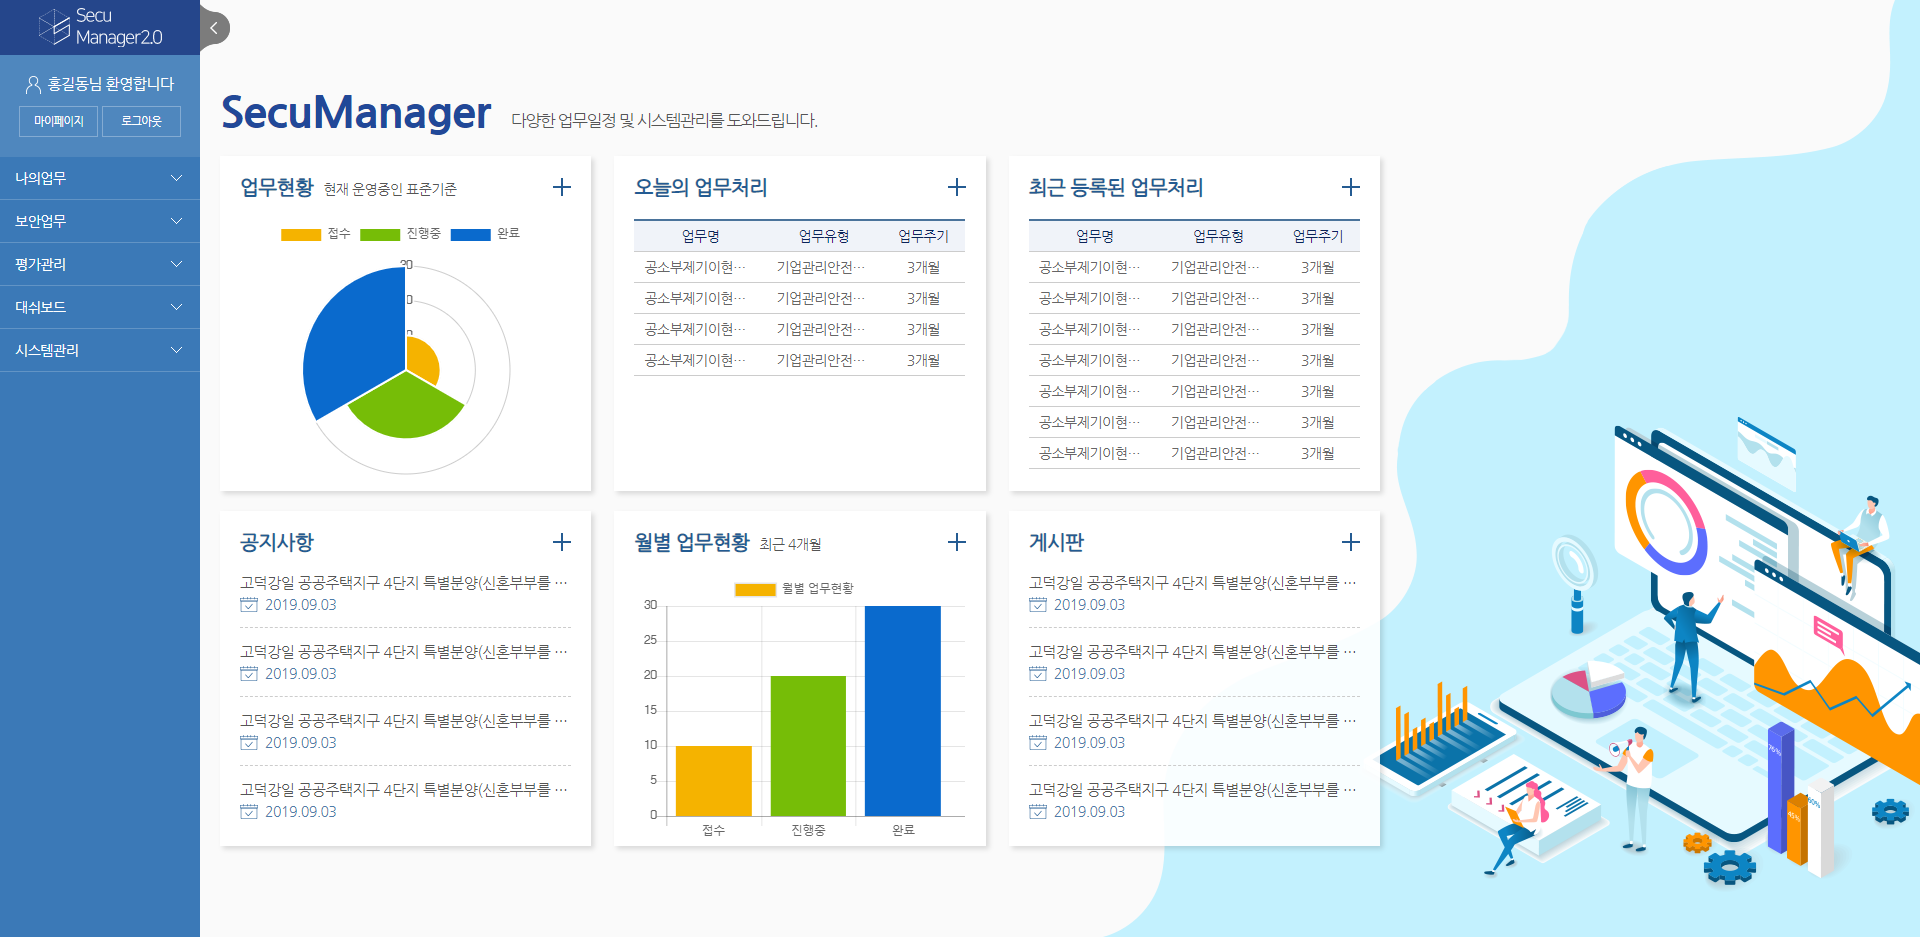 Secu
Manager2.0
홍길동님 환영합니다
마이페이지 로그아웃
나의업무
보안업무
평가관리
대쉬보드
시스템관리
SecuManager 다양한 업무일정 및 시스템관리를 도와드립니다.
업무현황 현재 운영중인 표준기준
접수 진행중 완료
30
오늘의 업무처리
업무명 업무유형 업무주기
공소부제기이현… 기업관리안전… 3개월
공소부제기이현… 기업관리안전… 3개월
공소부제기이현… 기업관리안전… 3개월
공소부제기이현… 기업관리안전… 3개월
최근 등록된 업무처리
업무명 업무유형 업무주기
공소부제기이현… 기업관리안전… 3개월
공소부제기이현… 기업관리안전… 3개월
공소부제기이현… 기업관리안전… 3개월
공소부제기이현… 기업관리안전… 3개월
공소부제기이현… 기업관리안전… 3개월
공소부제기이현… 기업관리안전… 3개월
공소부제기이현… 기업관리안전… 3개월
공지사항
고덕강일 공공주택지구 4단지 특별분양(신혼부부를 …
2019.09.03
고덕강일 공공주택지구 4단지 특별분양(신혼부부를 …
2019.09.03
고덕강일 공공주택지구 4단지 특별분양(신혼부부를 …
2019.09.03
고덕강일 공공주택지구 4단지 특별분양(신혼부부를 …
2019.09.03
월별 업무현황 최근 4개월
월별 업무현황
30
25
20
15
10
5
0
접수 진행중 완료
게시판
고덕강일 공공주택지구 4단지 특별분양(신혼부부를 …
2019.09.03
고덕강일 공공주택지구 4단지 특별분양(신혼부부를 …
2019.09.03
고덕강일 공공주택지구 4단지 특별분양(신혼부부를 …
2019.09.03
고덕강일 공공주택지구 4단지 특별분양(신혼부부를 …
2019.09.03